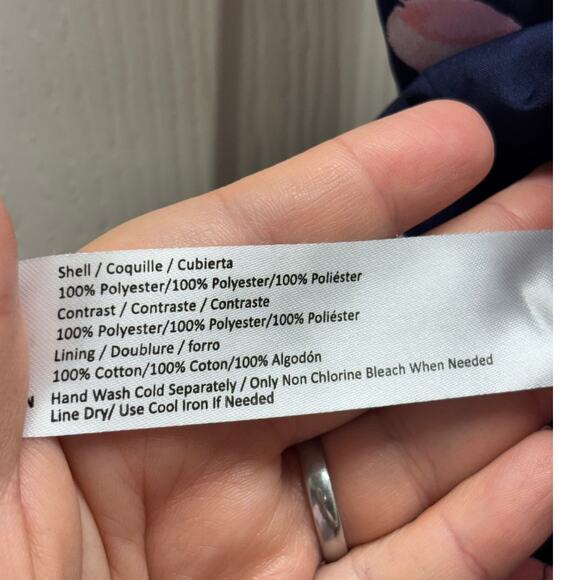 Shell / Coquille / Cubierta
100% Polyester/100% Polyester/100% Poliéster
Contrast / Contraste / Contraste
100% Polyester/100% Polyester/100% Poliéster
Lining / Doublure / forro
100% Cotton/100% Coton/100% Algodón
Hand Wash Cold Separately / Only Non Chlorine Bleach When Needed
Line Dry/ Use Cool Iron If Needed